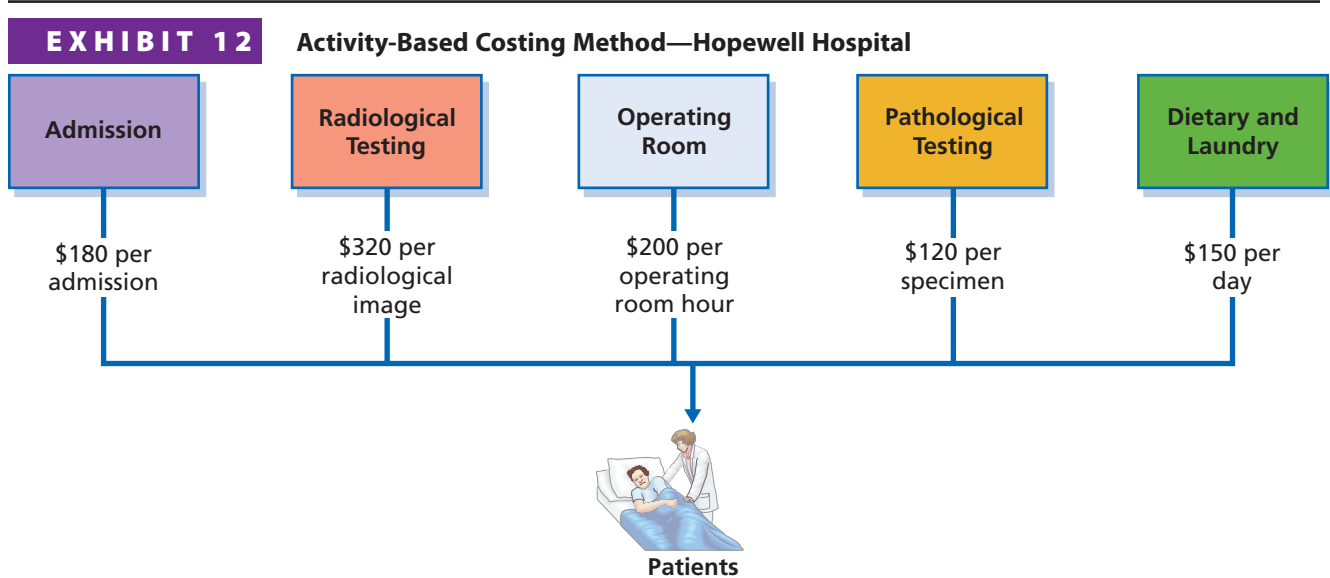 EXHIBIT 12
Activity-Based Costing Method—Hopewell Hospital
Admission
Radiological
Testing
Operating
Room
Pathological
Testing
Dietary and
Laundry
$180 per
admission
$320 per
radiological
image
$200 per
operating
room hour
$120 per
specimen
$150 per
day
Patients